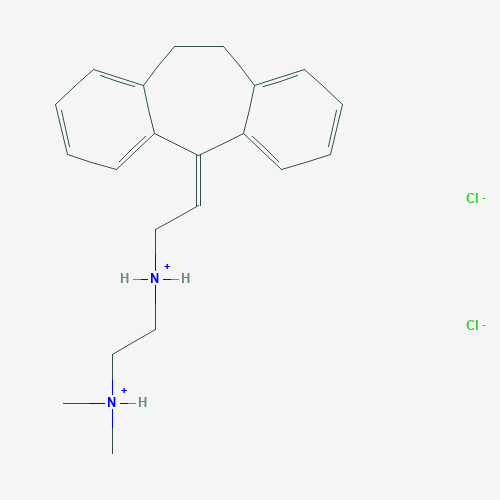 Cl-
H N+ H
Cl-
N+ H